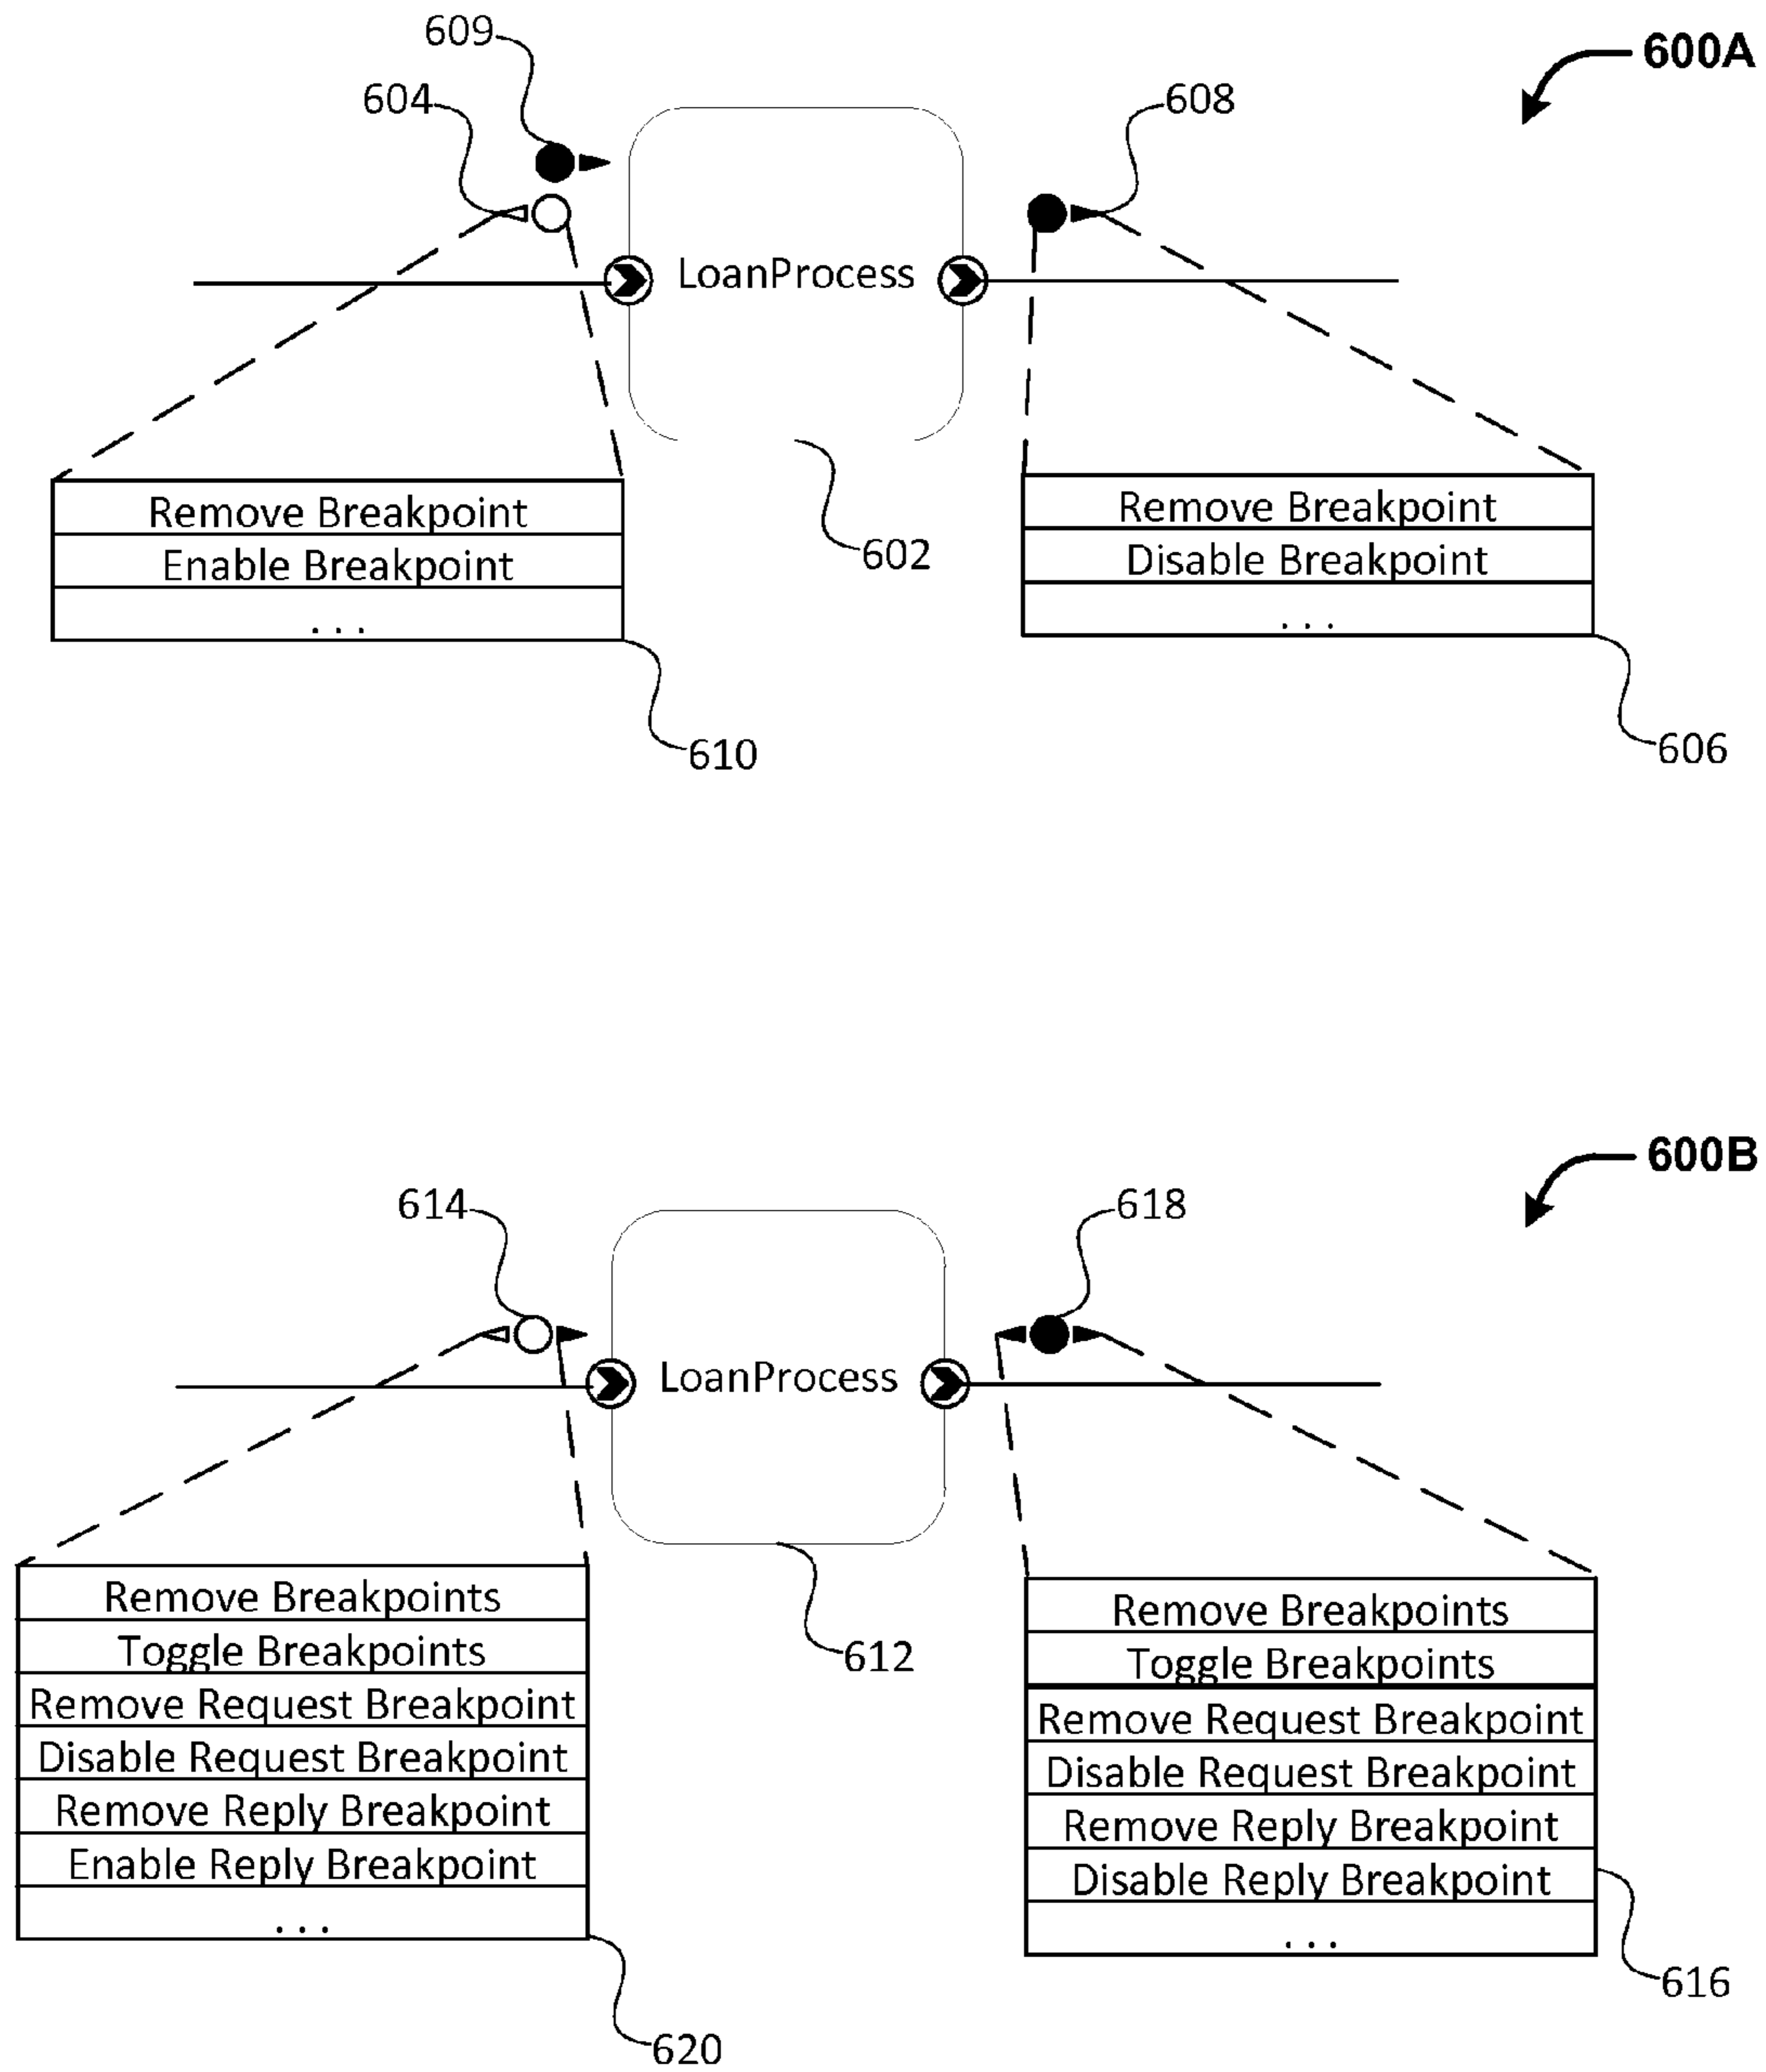 609
600A
604
608
LoanProcess
Remove Breakpoint
Enable Breakpoint
. . .
602
Remove Breakpoint
Disable Breakpoint
. . .
610
606
600B
614
618
LoanProcess
Remove Breakpoints
Toggle Breakpoints
Remove Request Breakpoint
Disable Request Breakpoint
Remove Reply Breakpoint
Enable Reply Breakpoint
. . .
612
Remove Breakpoints
Toggle Breakpoints
Remove Request Breakpoint
Disable Request Breakpoint
Remove Reply Breakpoint
Disable Reply Breakpoint
. . .
616
620